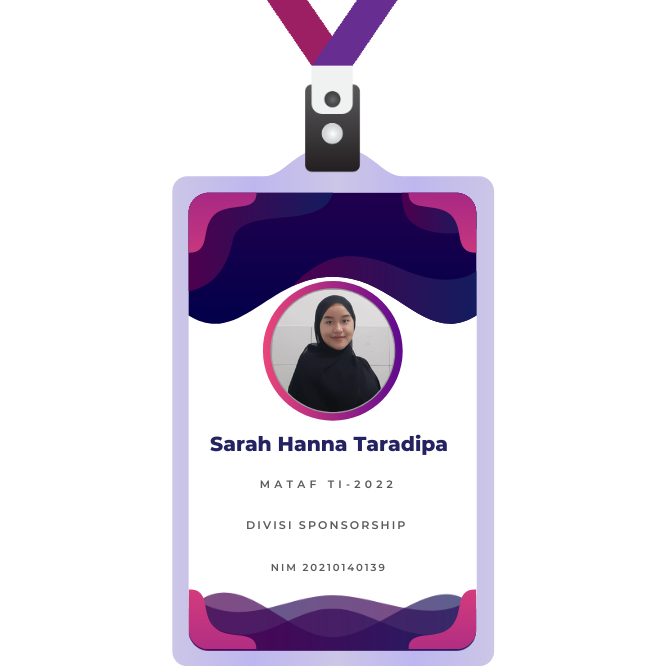 Sarah Hanna Taradipa
MATAF TI-2022
DIVISI SPONSORSHIP
NIM 20210140139